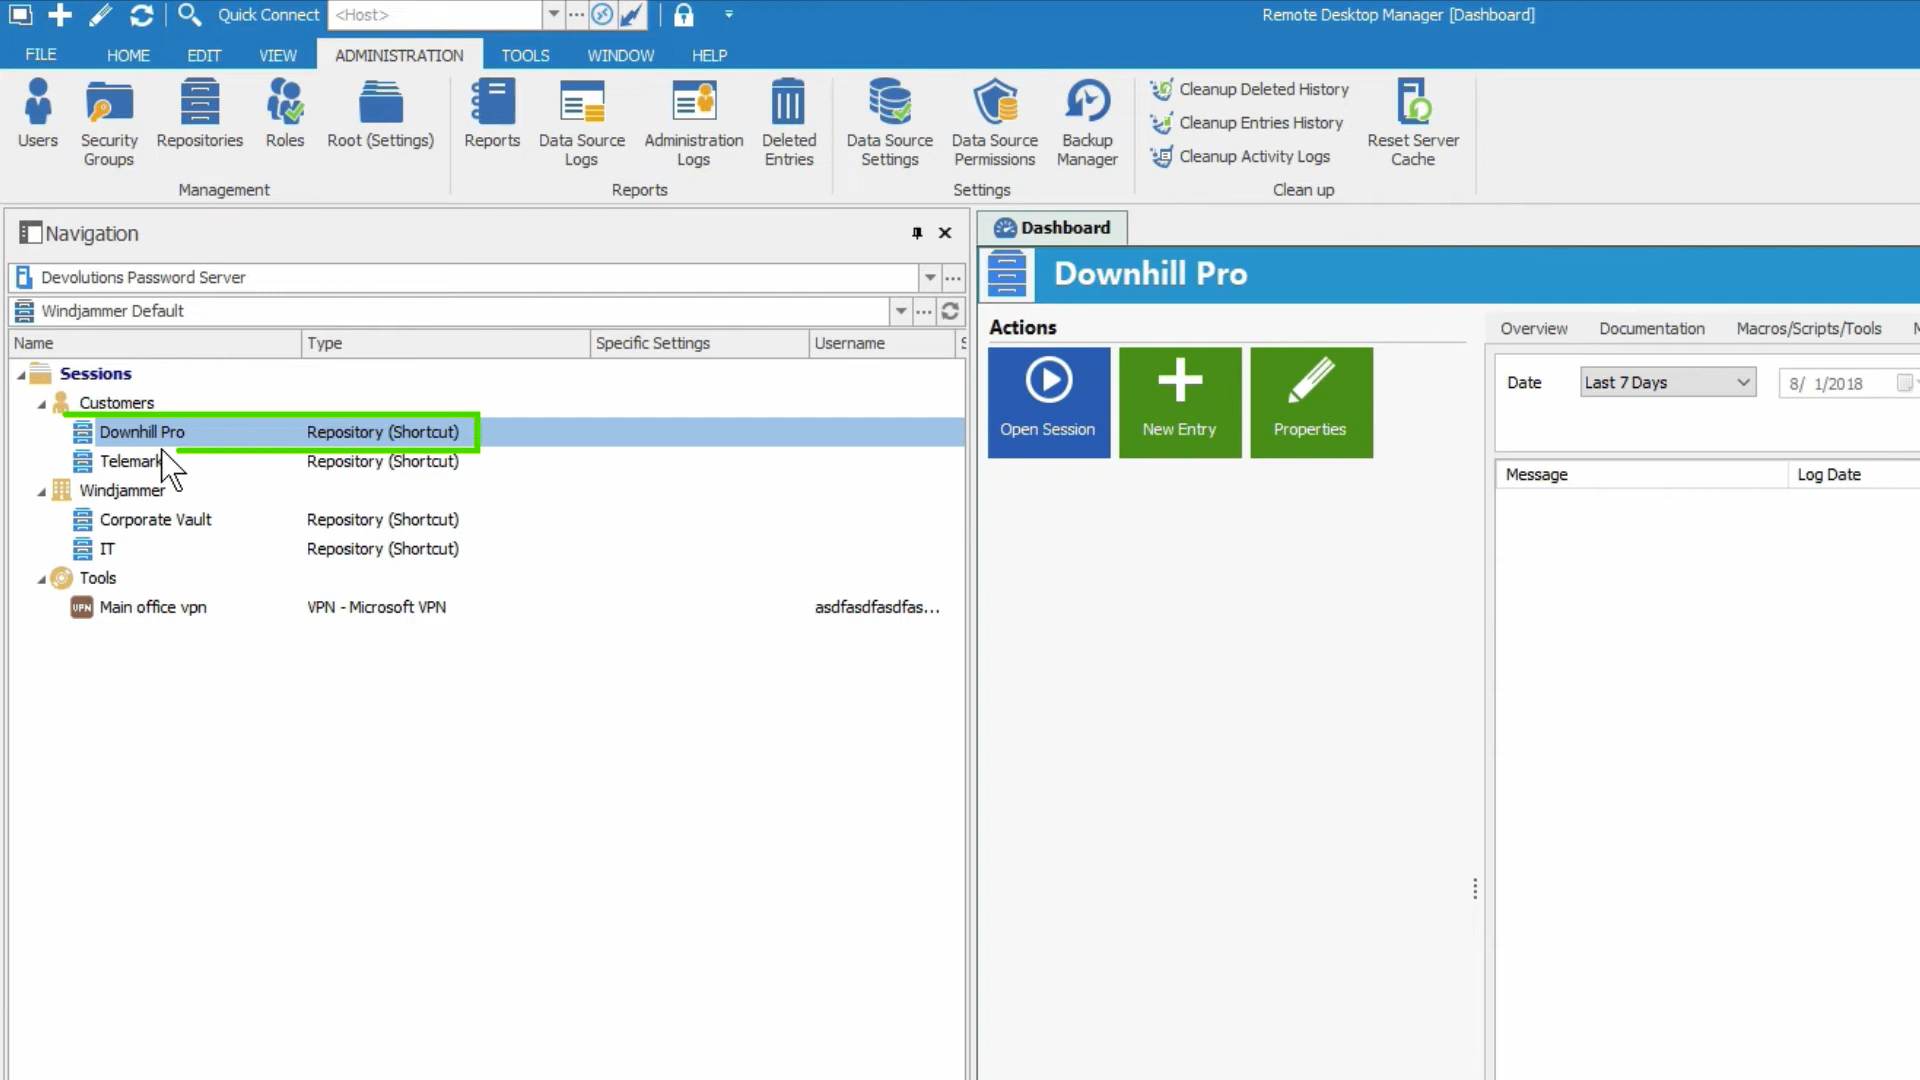 Quick Connect <Host> Remote Desktop Manager [Dashboard]
FILE HOME EDIT VIEW ADMINISTRATION TOOLS WINDOW HELP
Users
Security Groups
Repositories
Roles
Root (Settings)
Management
Reports
Data Source Logs
Administration Logs
Deleted Entries
Reports
Data Source Settings
Data Source Permissions
Backup Manager
Settings
Cleanup Deleted History
Cleanup Entries History
Cleanup Activity Logs
Reset Server Cache
Clean up
Navigation
Devolutions Password Server
Windjammer Default
Name Type Specific Settings Username
Sessions
Customers
Downhill Pro Repository (Shortcut)
Telemark Repository (Shortcut)
Windjammer
Corporate Vault Repository (Shortcut)
IT Repository (Shortcut)
Tools
VPN Main office vpn VPN - Microsoft VPN asdfasdfasdfas...
Dashboard
Downhill Pro
Actions
Open Session
New Entry
Properties
Overview Documentation Macros/Scripts/Tools
Date Last 7 Days 8/ 1/2018
Message Log Date